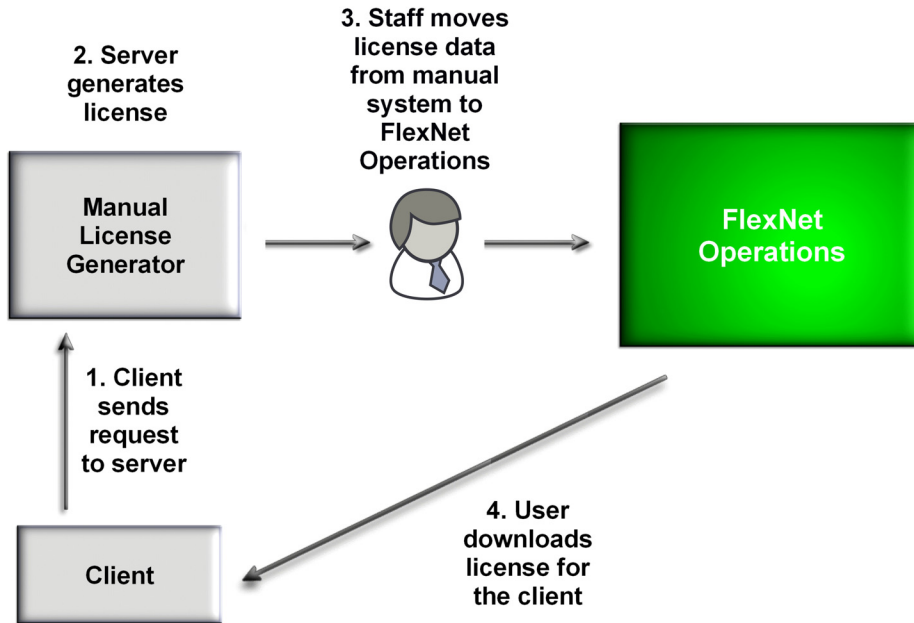 2. Server
generates
license
3. Staff moves
license data
from manual
system to
FlexNet
Operations
Manual
License
Generator
FlexNet
Operations
1. Client
sends
request
to server
Client
4. User
downloads
license for
the client